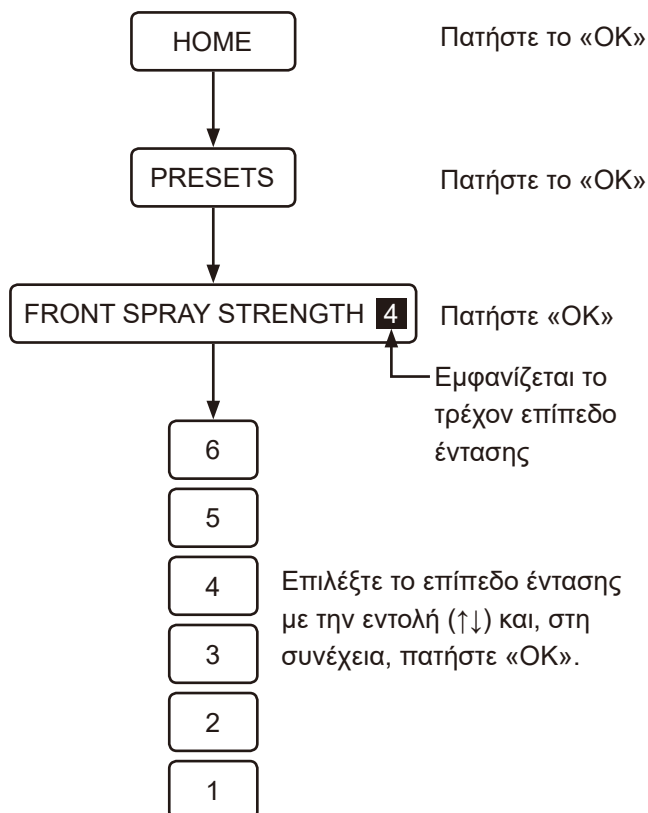 HOME
Πατήστε το «OK»
PRESETS
Πατήστε το «OK»
FRONT SPRAY STRENGTH 4
Πατήστε «OK»
Εμφανίζεται το
τρέχον επίπεδο
έντασης
6
5
4
Επιλέξτε το επίπεδο έντασης
με την εντολή (↑↓) και, στη
συνέχεια, πατήστε «OK».
3
2
1